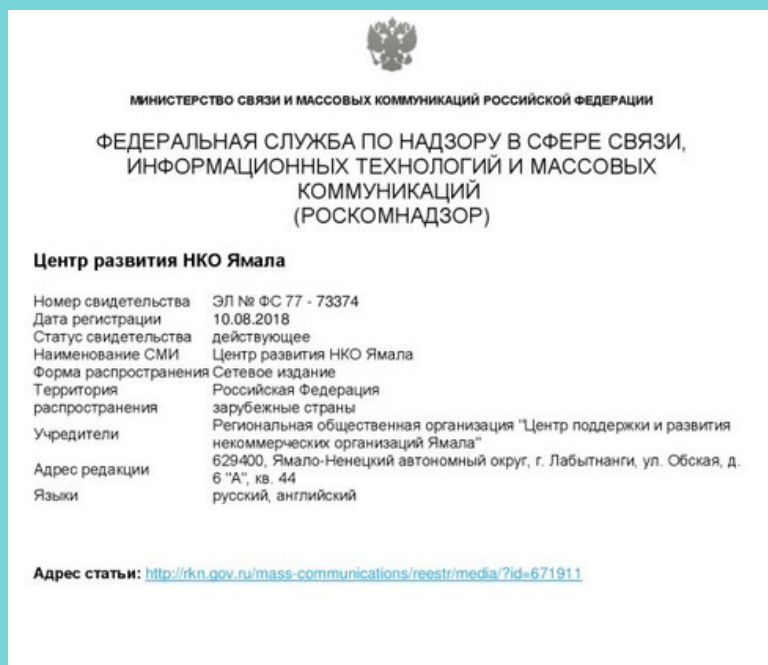 МИНИСТЕРСТВО СВЯЗИ И МАССОВЫХ КОММУНИКАЦИЙ РОССИЙСКОЙ ФЕДЕРАЦИИ
ФЕДЕРАЛЬНАЯ СЛУЖБА ПО НАДЗОРУ В СФЕРЕ СВЯЗИ,
ИНФОРМАЦИОННЫХ ТЕХНОЛОГИЙ И МАССОВЫХ
КОММУНИКАЦИЙ
(РОСКОМНАДЗОР)
Центр развития НКО Ямала
Номер свидетельства ЭЛ № ФС 77 - 73374
Дата регистрации 10.08.2018
Статус свидетельства действующее
Наименование СМИ Центр развития НКО Ямала
Форма распространения Сетевое издание
Территория Российская Федерация
распространения зарубежные страны
Учредители Региональная общественная организация "Центр поддержки и развития
некоммерческих организаций Ямала"
Адрес редакции 629400, Ямало-Ненецкий автономный округ, г. Лабытнанги, ул. Обская, д.
6 "А", кв. 44
Языки русский, английский
Адрес статьи: http://rkn.gov.ru/mass-communications/reestr/media/?id=671911